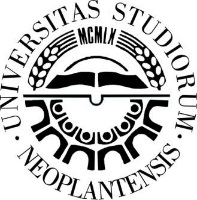 · UNIVERSITAS STUDIORUM ·
NEOPLANTENSIS
MCMLX